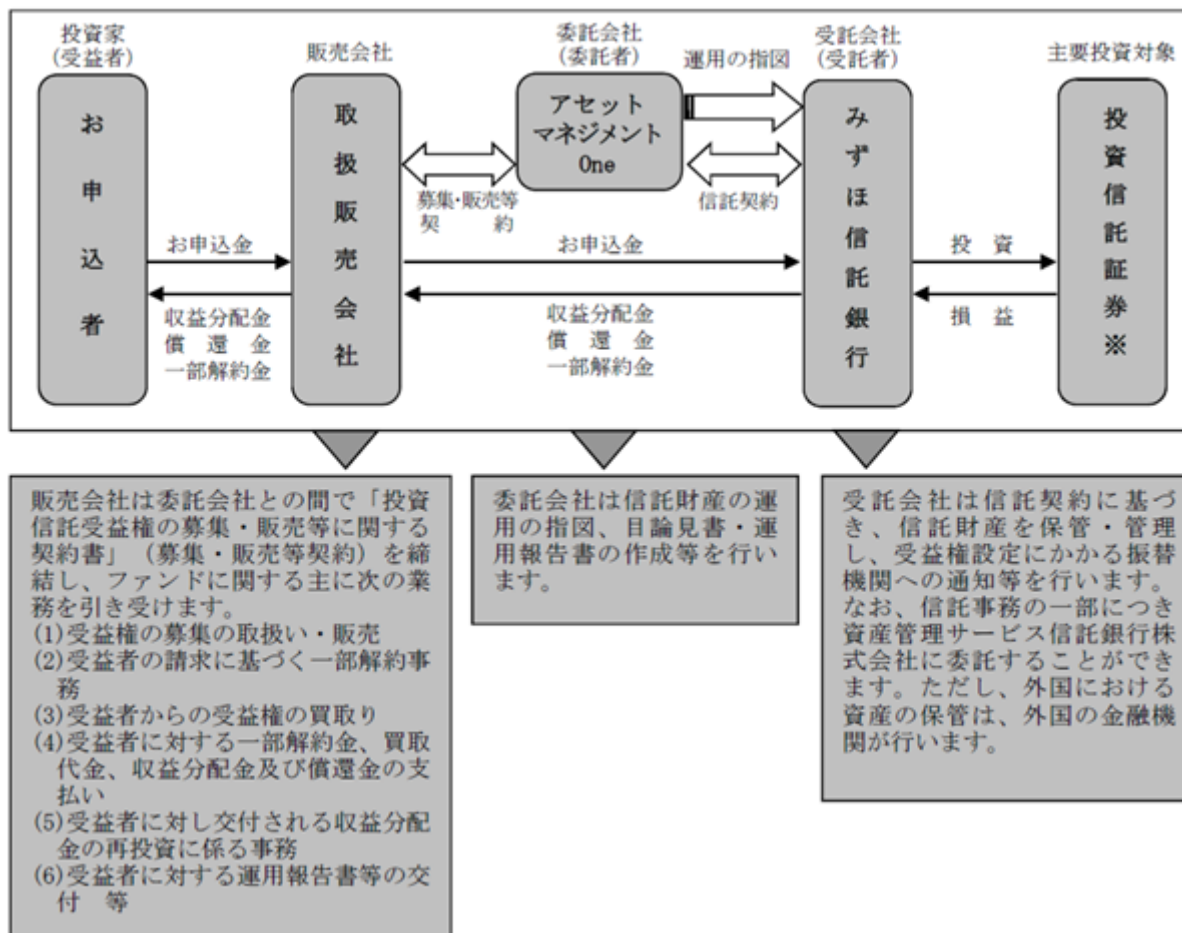 投資家
(受益者)
販売会社
委託会社
(委託者)
運用の指図
受託会社
(受託者)
主要投資対象
お申込者
取扱販売会社
アセット
マネジメント
One
みずほ信託銀行
投資信託証券※
募集・販売等
契　　約
信託契約
お申込金
お申込金
投　資
収益分配金
償　還　金
一部解約金
収益分配金
償　還　金
一部解約金
損　益
販売会社は委託会社との間で「投資
信託受益権の募集・販売等に関する
契約書」（募集・販売等契約）を締
結し、ファンドに関する主に次の業
務を引き受けます。
(1)受益権の募集の取扱い・販売
(2)受益者の請求に基づく一部解約事
務
(3)受益者からの受益権の買取り
(4)受益者に対する一部解約金、買取
代金、収益分配金及び償還金の支
払い
(5)受益者に対し交付される収益分配
金の再投資に係る事務
(6)受益者に対する運用報告書等の交
付　等
委託会社は信託財産の運
用の指図、目論見書・運
用報告書の作成等を行い
ます。
受託会社は信託契約に基づ
き、信託財産を保管・管理
し、受益権設定にかかる振替
機関への通知等を行います。
なお、信託事務の一部につき
資産管理サービス信託銀行株
式会社に委託することができ
ます。ただし、外国における
資産の保管は、外国の金融機
関が行います。